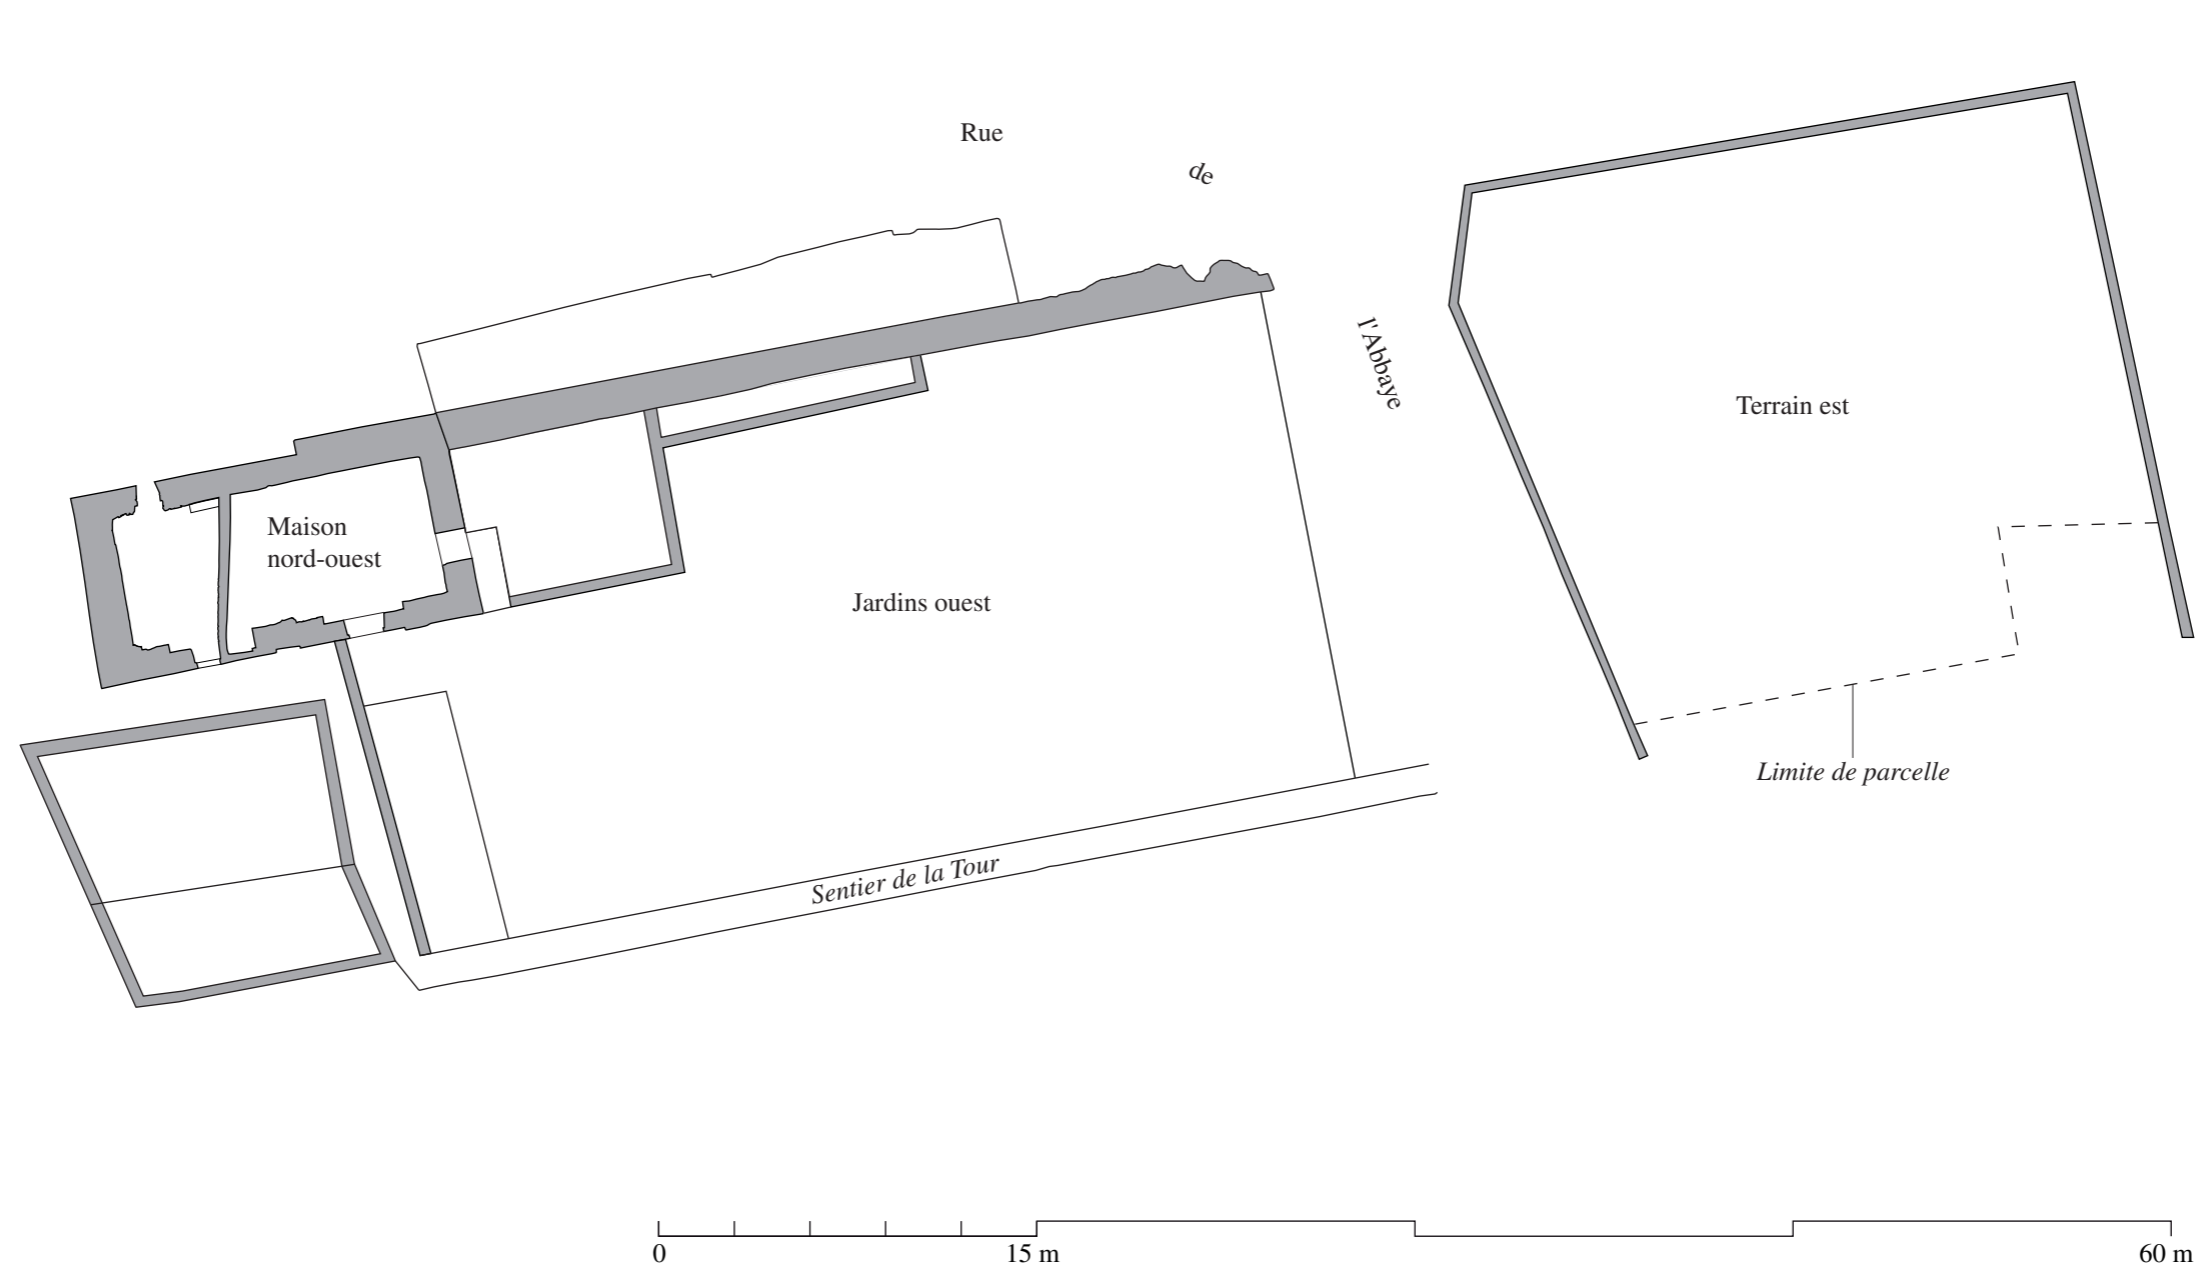 Rue
de
l'Abbaye
Terrain est
Maison
nord-ouest
Jardins ouest
Limite de parcelle
Sentier de la Tour
0
15 m
60 m